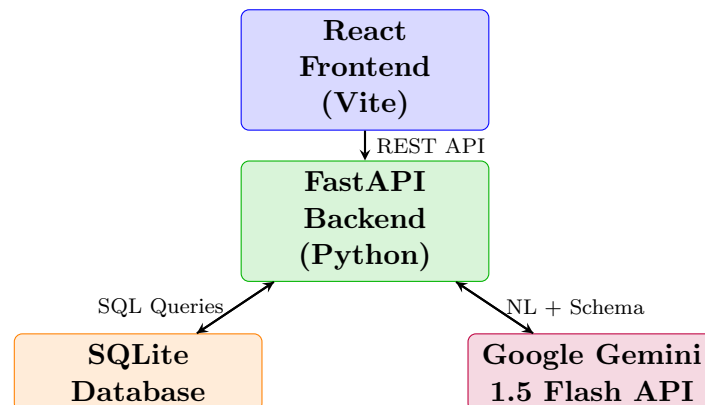 React
Frontend
(Vite)
REST API
FastAPI
Backend
(Python)
SQL Queries
NL + Schema
SQLite
Database
Google Gemini
1.5 Flash API